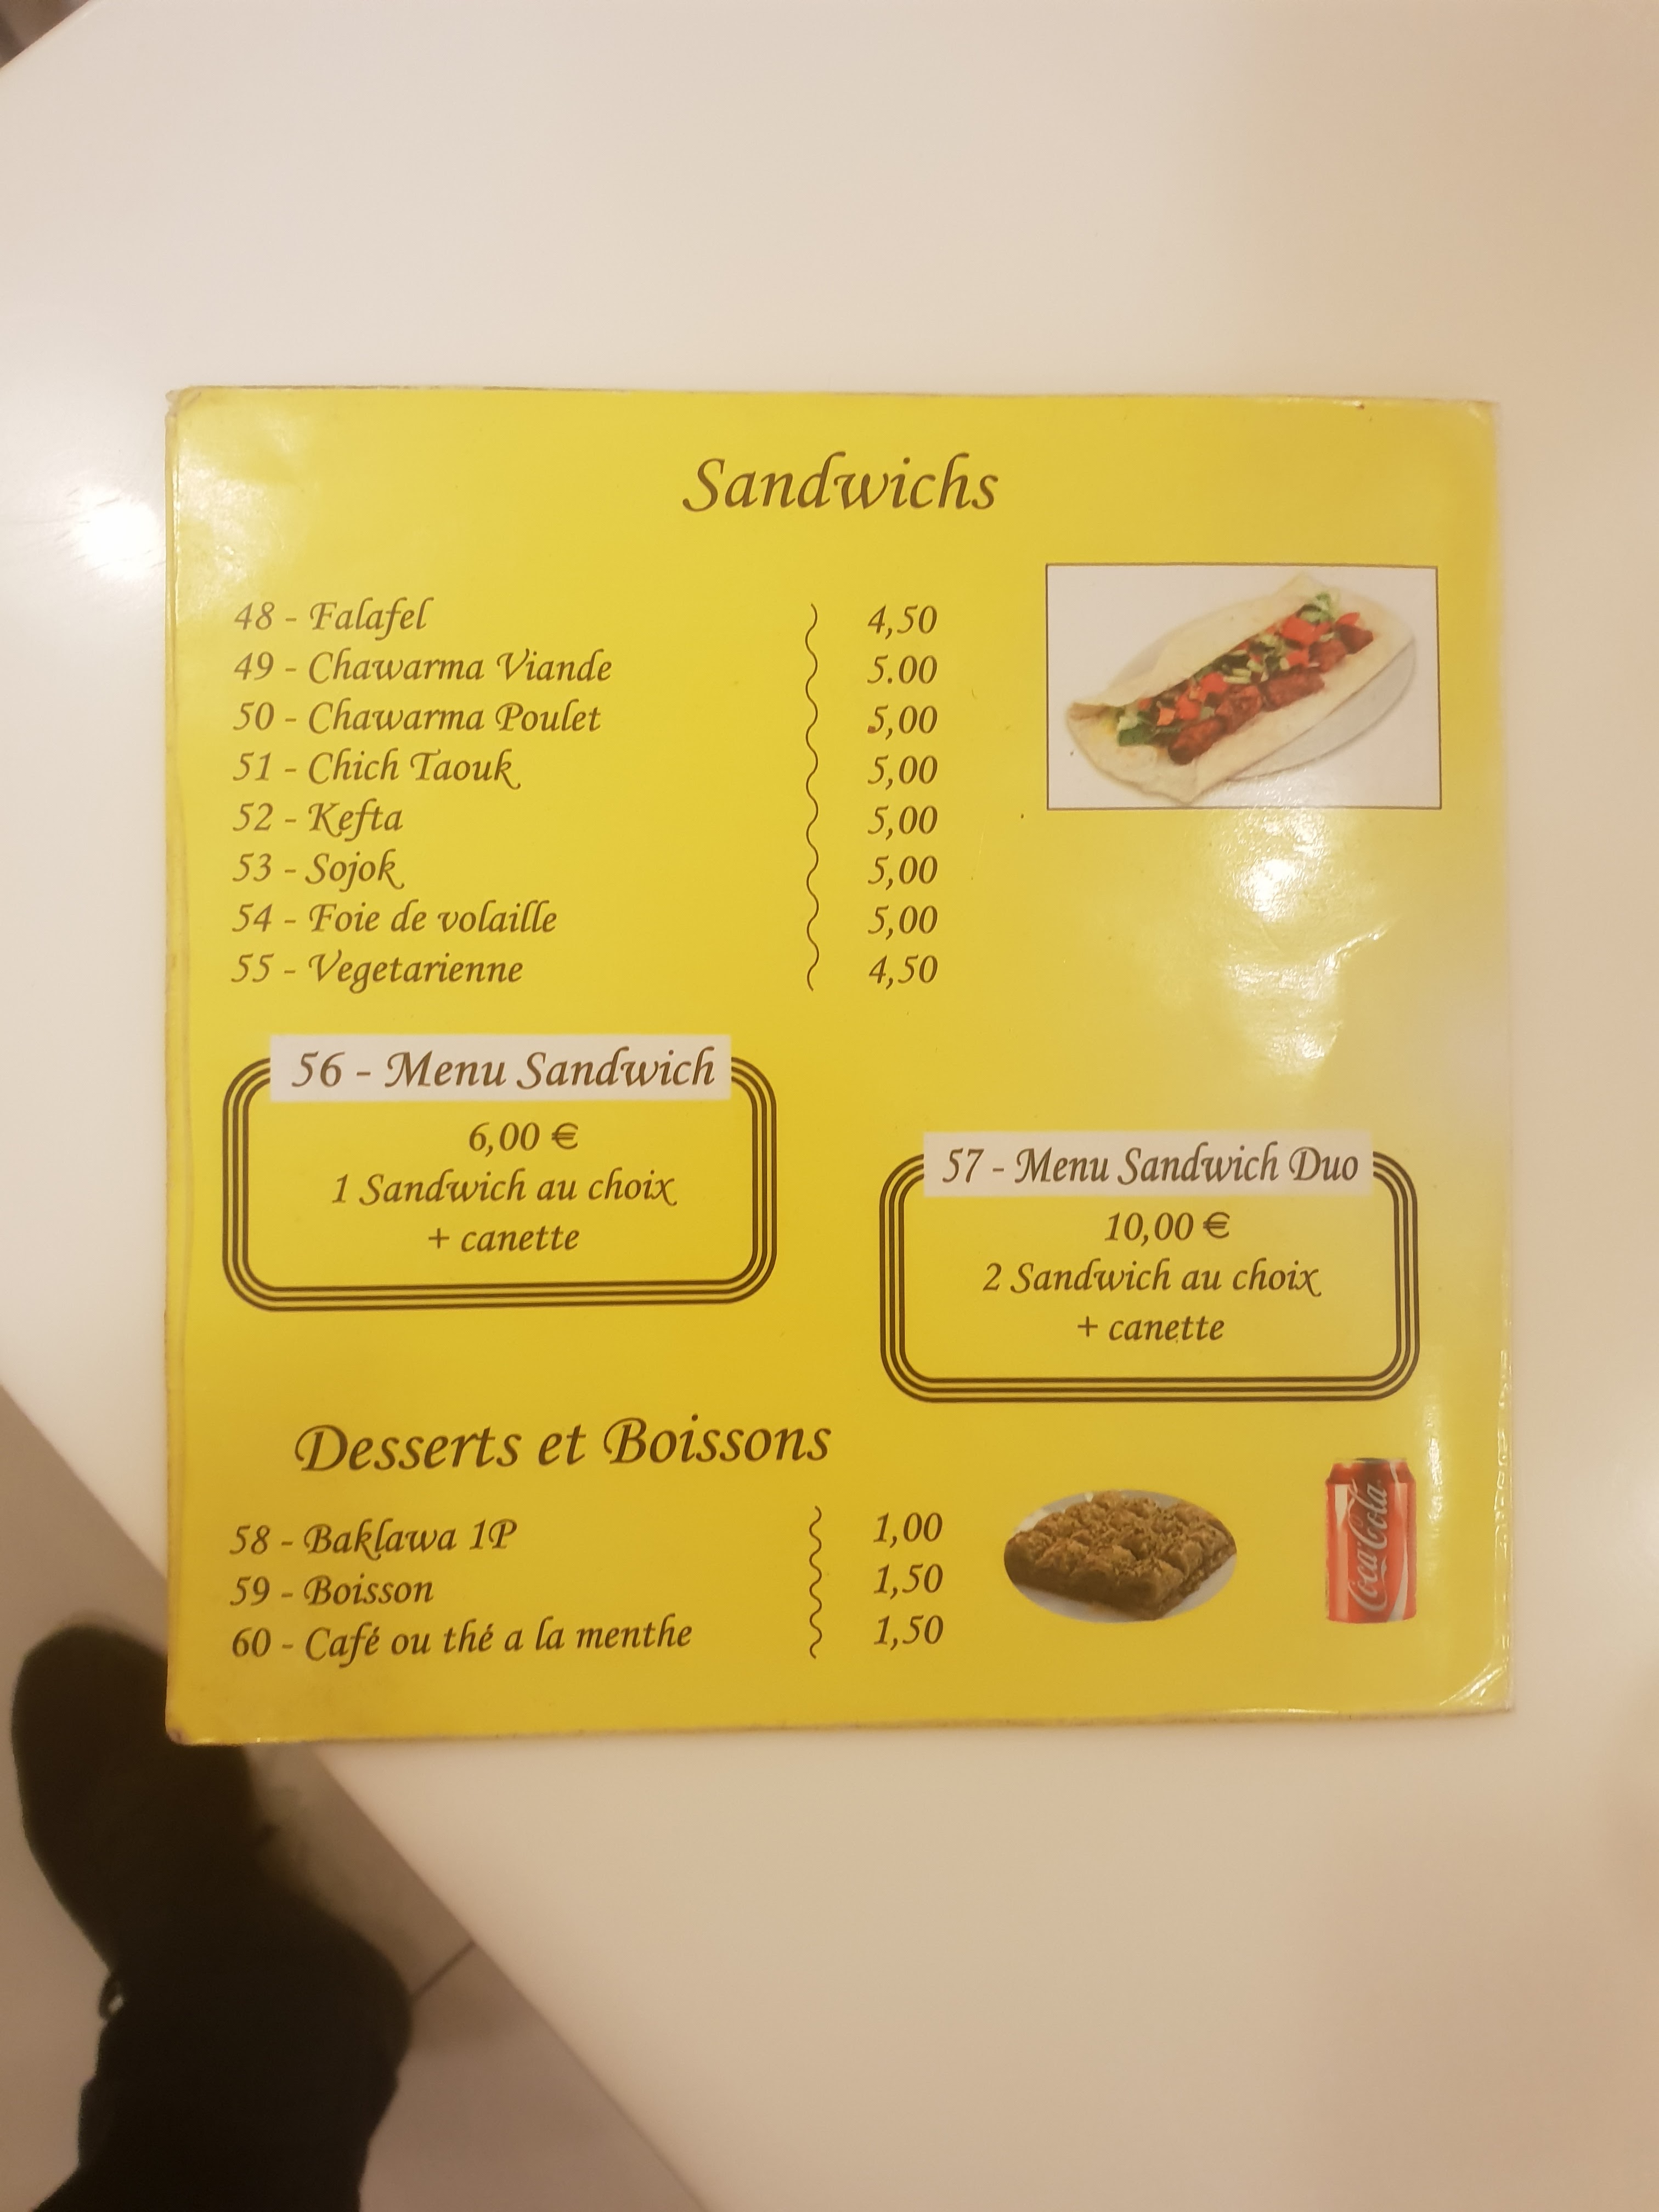 Sandwichs
48 - Falafel 4,50
49 - Chawarma Viande 5.00
50 - Chawarma Poulet 5,00
51 - Chich Taouk 5,00
52 - Kefta 5,00
53 - Sojok 5,00
54 - Foie de volaille 5,00
55 - Vegetarienne 4,50
56 - Menu Sandwich
6,00 €
1 Sandwich au choix
+ canette
57 - Menu Sandwich Duo
10,00 €
2 Sandwich au choix
+ canette
Desserts et Boissons
58 - Baklawa 1P 1,00
59 - Boisson 1,50
60 - Café ou thé a la menthe 1,50
Coca-Cola